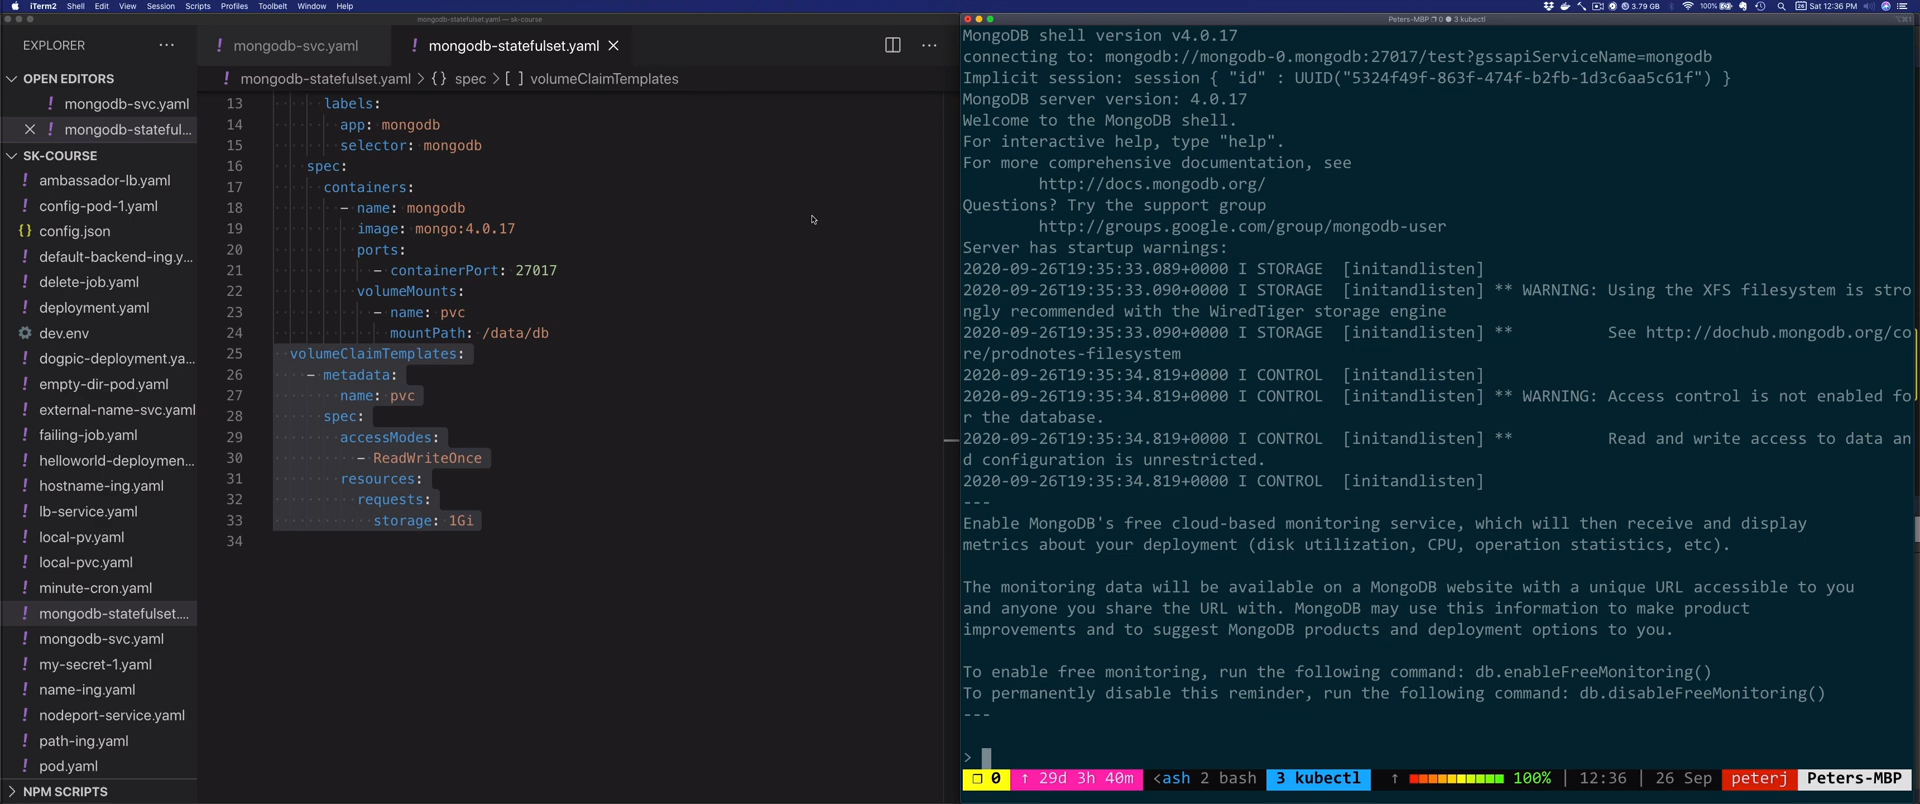 iTerm2 Shell Edit View Session Scripts Profiles Toolbelt Window Help
3.79 GB 100% Sat 12:36 PM
mongodb-statefulset.yaml — sk-course
EXPLORER
OPEN EDITORS
mongodb-svc.yaml
mongodb-stateful...
SK-COURSE
ambassador-lb.yaml
config-pod-1.yaml
{} config.json
default-backend-ing.y...
delete-job.yaml
deployment.yaml
dev.env
dogpic-deployment.ya...
empty-dir-pod.yaml
external-name-svc.yaml
failing-job.yaml
helloworld-deploymen...
hostname-ing.yaml
lb-service.yaml
local-pv.yaml
local-pvc.yaml
minute-cron.yaml
mongodb-statefulset....
mongodb-svc.yaml
my-secret-1.yaml
name-ing.yaml
nodeport-service.yaml
path-ing.yaml
pod.yaml
NPM SCRIPTS
mongodb-svc.yaml mongodb-statefulset.yaml
mongodb-statefulset.yaml > {} spec > [ ] volumeClaimTemplates
13 labels:
14 app: mongodb
15 selector: mongodb
16 spec:
17 containers:
18 - name: mongodb
19 image: mongo:4.0.17
20 ports:
21 - containerPort: 27017
22 volumeMounts:
23 - name: pvc
24 mountPath: /data/db
25 volumeClaimTemplates:
26 - metadata:
27 name: pvc
28 spec:
29 accessModes:
30 - ReadWriteOnce
31 resources:
32 requests:
33 storage: 1Gi
34
Peters-MBP 0 3 kubectl
MongoDB shell version v4.0.17
connecting to: mongodb://mongodb-0.mongodb:27017/test?gssapiServiceName=mongodb
Implicit session: session { "id" : UUID("5324f49f-863f-474f-b2fb-1d3c6aa5c61f") }
MongoDB server version: 4.0.17
Welcome to the MongoDB shell.
For interactive help, type "help".
For more comprehensive documentation, see
http://docs.mongodb.org/
Questions? Try the support group
http://groups.google.com/group/mongodb-user
Server has startup warnings:
2020-09-26T19:35:33.089+0000 I STORAGE [initandlisten]
2020-09-26T19:35:33.090+0000 I STORAGE [initandlisten] ** WARNING: Using the XFS filesystem is stro
ngly recommended with the WiredTiger storage engine
2020-09-26T19:35:33.090+0000 I STORAGE [initandlisten] ** See http://dochub.mongodb.org/co
re/prodnotes-filesystem
2020-09-26T19:35:34.819+0000 I CONTROL [initandlisten]
2020-09-26T19:35:34.819+0000 I CONTROL [initandlisten] ** WARNING: Access control is not enabled fo
r the database.
2020-09-26T19:35:34.819+0000 I CONTROL [initandlisten] ** Read and write access to data an
d configuration is unrestricted.
2020-09-26T19:35:34.819+0000 I CONTROL [initandlisten]
---
Enable MongoDB's free cloud-based monitoring service, which will then receive and display
metrics about your deployment (disk utilization, CPU, operation statistics, etc).
The monitoring data will be available on a MongoDB website with a unique URL accessible to you
and anyone you share the URL with. MongoDB may use this information to make product
improvements and to suggest MongoDB products and deployment options to you.
To enable free monitoring, run the following command: db.enableFreeMonitoring()
To permanently disable this reminder, run the following command: db.disableFreeMonitoring()
---
>
0 ↑ 29d 3h 40m <ash 2 bash 3 kubectl ↑ 100% | 12:36 | 26 Sep peterj Peters-MBP